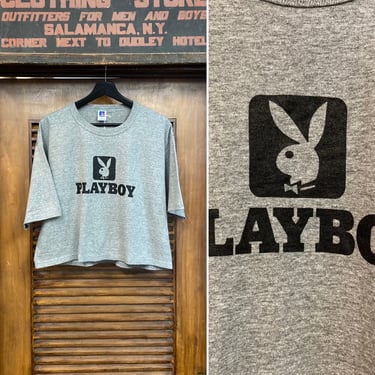 CLOTHING STORE
OUTFITTERS FOR MEN AND BOYS
SALAMANCA, N.Y.
CORNER NEXT TO DUDLEY HOTEL
PLAYBOY
LAYBO